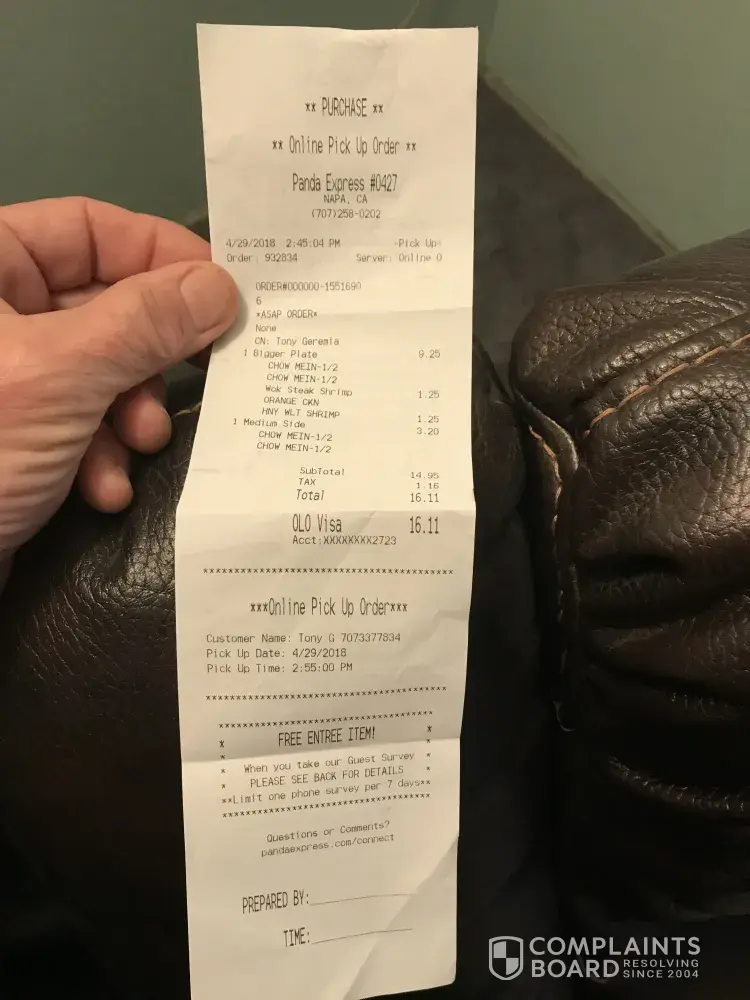 ** PURCHASE **
** Online Pick Up Order **
Panda Express #0427
NAPA, CA
(707)258-0202
4/29/2018 2:45:04 PM -Pick Up-
Order: 932834 Server: Online O
ORDER#000000-1551690
6
*ASAP ORDER*
None
CN: Tony Geremia
1 Bigger Plate 9.25
CHOW MEIN-1/2
CHOW MEIN-1/2
Wok Steak Shrimp 1.25
ORANGE CKN
HNY WLT SHRIMP 1.25
1 Medium Side 3.20
CHOW MEIN-1/2
CHOW MEIN-1/2
SubTotal 14.95
TAX 1.16
Total 16.11
OLO Visa 16.11
Acct:XXXXXXXX2723
****************************************
***Online Pick Up Order***
Customer Name: Tony G 7073377834
Pick Up Date: 4/29/2018
Pick Up Time: 2:55:00 PM
***************************************
***********************************
* FREE ENTREE ITEM! *
* *
* When you take our Guest Survey *
* PLEASE SEE BACK FOR DETAILS *
**Limit one phone survey per 7 days**
***********************************
Questions or Comments?
pandaexpress.com/connect
PREPARED BY:
TIME:
COMPLAINTS
BOARD RESOLVING
SINCE 2004